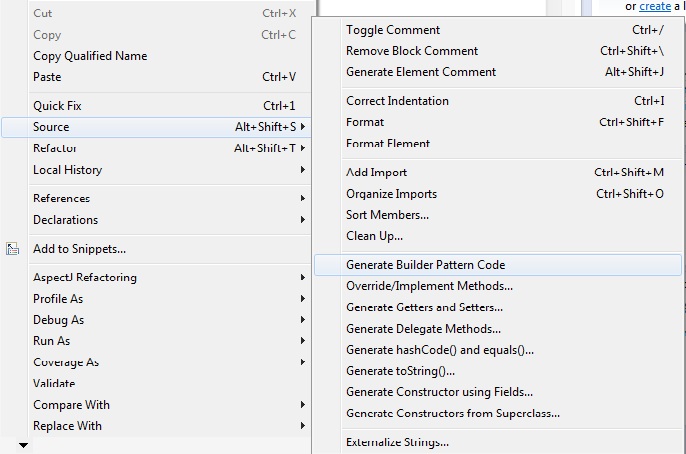 or create a l
Cut Ctrl+X
Copy Ctrl+C
Copy Qualified Name
Paste Ctrl+V
Quick Fix Ctrl+1
Source Alt+Shift+S
Refactor Alt+Shift+T
Local History
References
Declarations
Add to Snippets...
AspectJ Refactoring
Profile As
Debug As
Run As
Coverage As
Validate
Compare With
Replace With
Toggle Comment Ctrl+/
Remove Block Comment Ctrl+Shift+\
Generate Element Comment Alt+Shift+J
Correct Indentation Ctrl+I
Format Ctrl+Shift+F
Format Element
Add Import Ctrl+Shift+M
Organize Imports Ctrl+Shift+O
Sort Members...
Clean Up...
Generate Builder Pattern Code
Override/Implement Methods...
Generate Getters and Setters...
Generate Delegate Methods...
Generate hashCode() and equals()...
Generate toString()...
Generate Constructor using Fields...
Generate Constructors from Superclass...
Externalize Strings...